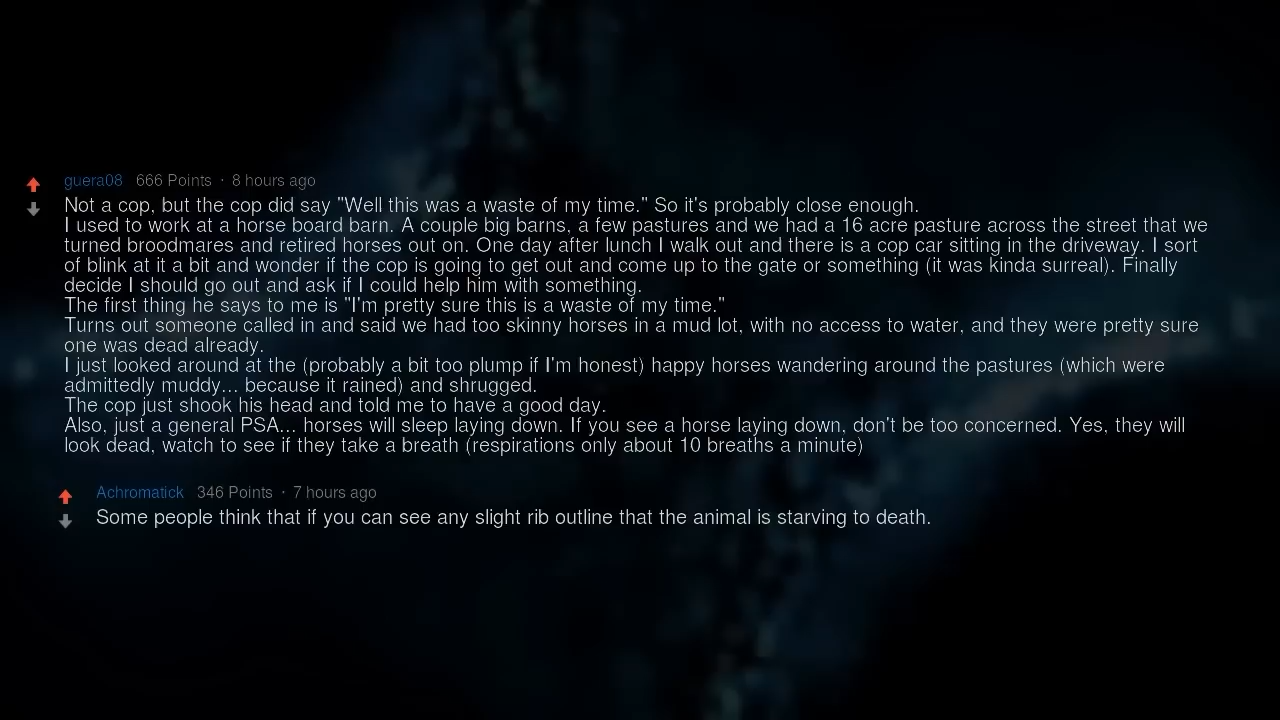 guera08 666 Points · 8 hours ago
Not a cop, but the cop did say "Well this was a waste of my time." So it's probably close enough.
I used to work at a horse board barn. A couple big barns, a few pastures and we had a 16 acre pasture across the street that we
turned broodmares and retired horses out on. One day after lunch I walk out and there is a cop car sitting in the driveway. I sort
of blink at it a bit and wonder if the cop is going to get out and come up to the gate or something (it was kinda surreal). Finally
decide I should go out and ask if I could help him with something.
The first thing he says to me is "I'm pretty sure this is a waste of my time."
Turns out someone called in and said we had too skinny horses in a mud lot, with no access to water, and they were pretty sure
one was dead already.
I just looked around at the (probably a bit too plump if I'm honest) happy horses wandering around the pastures (which were
admittedly muddy... because it rained) and shrugged.
The cop just shook his head and told me to have a good day.
Also, just a general PSA... horses will sleep laying down. If you see a horse laying down, don't be too concerned. Yes, they will
look dead, watch to see if they take a breath (respirations only about 10 breaths a minute)
Achromatick 346 Points · 7 hours ago
Some people think that if you can see any slight rib outline that the animal is starving to death.